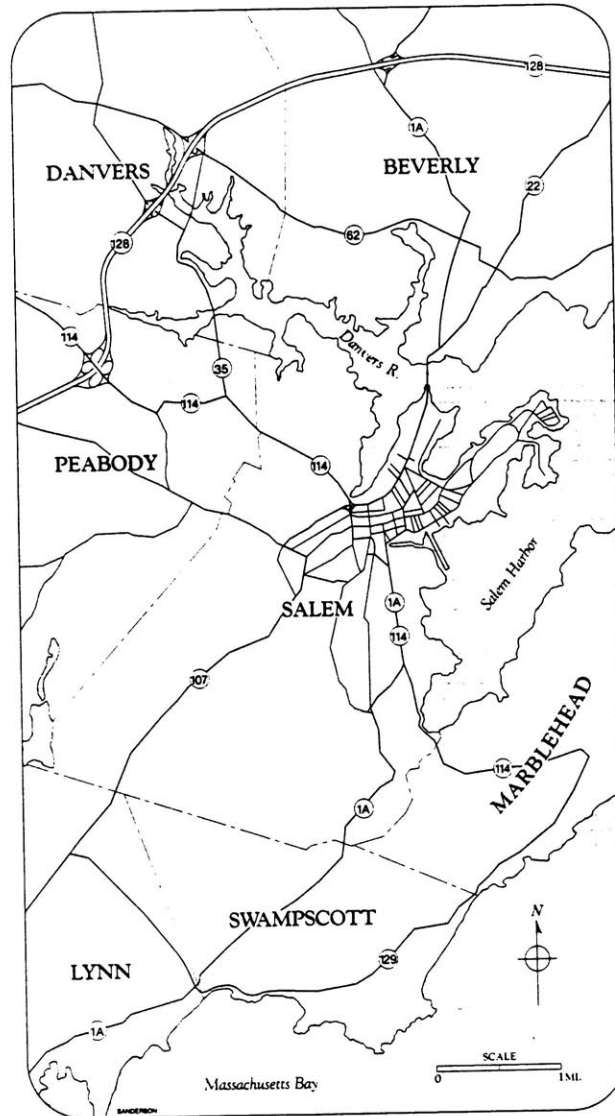 128
1A
DANVERS
BEVERLY
22
62
128
114
Danvers R.
35
114
PEABODY
114
Salem Harbor
1A
SALEM
114
107
MARBLEHEAD
114
1A
SWAMPSCOTT
N
129
LYNN
1A
SCALE
0 1 MI.
Massachusetts Bay
SANDERSON